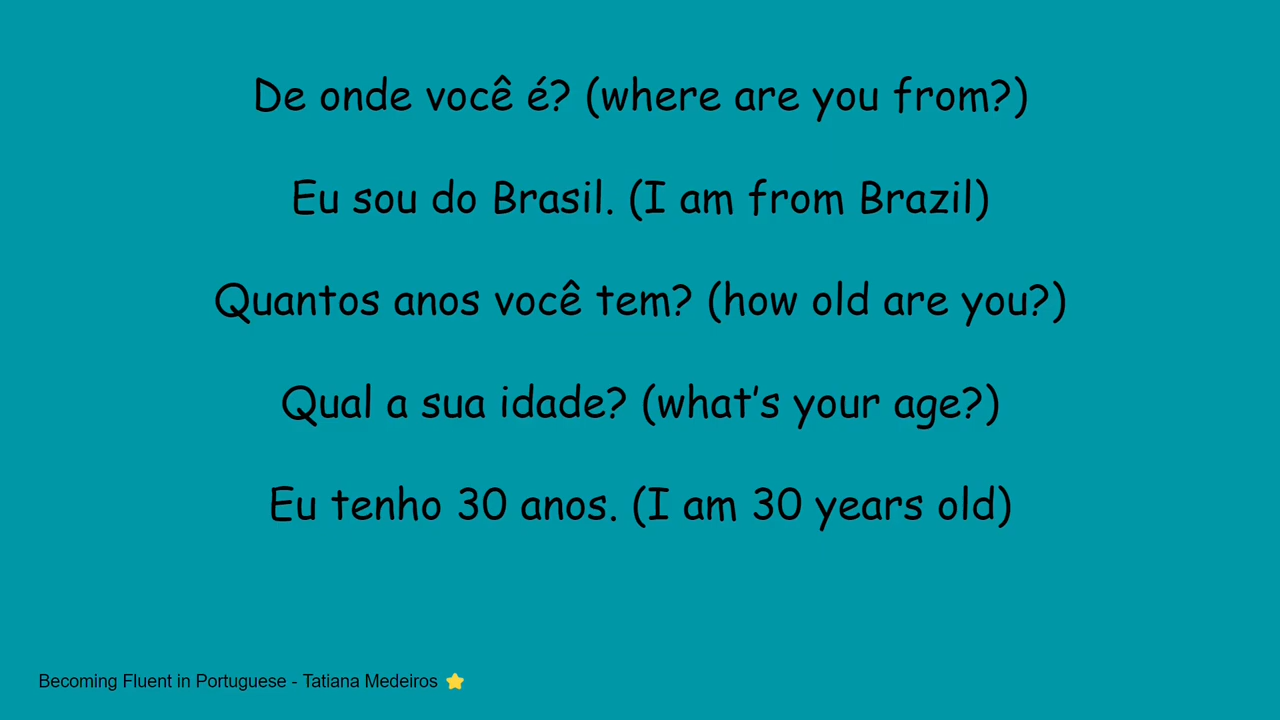 De onde você é? (where are you from?)
Eu sou do Brasil. (I am from Brazil)
Quantos anos você tem? (how old are you?)
Qual a sua idade? (what’s your age?)
Eu tenho 30 anos. (I am 30 years old)
Becoming Fluent in Portuguese - Tatiana Medeiros